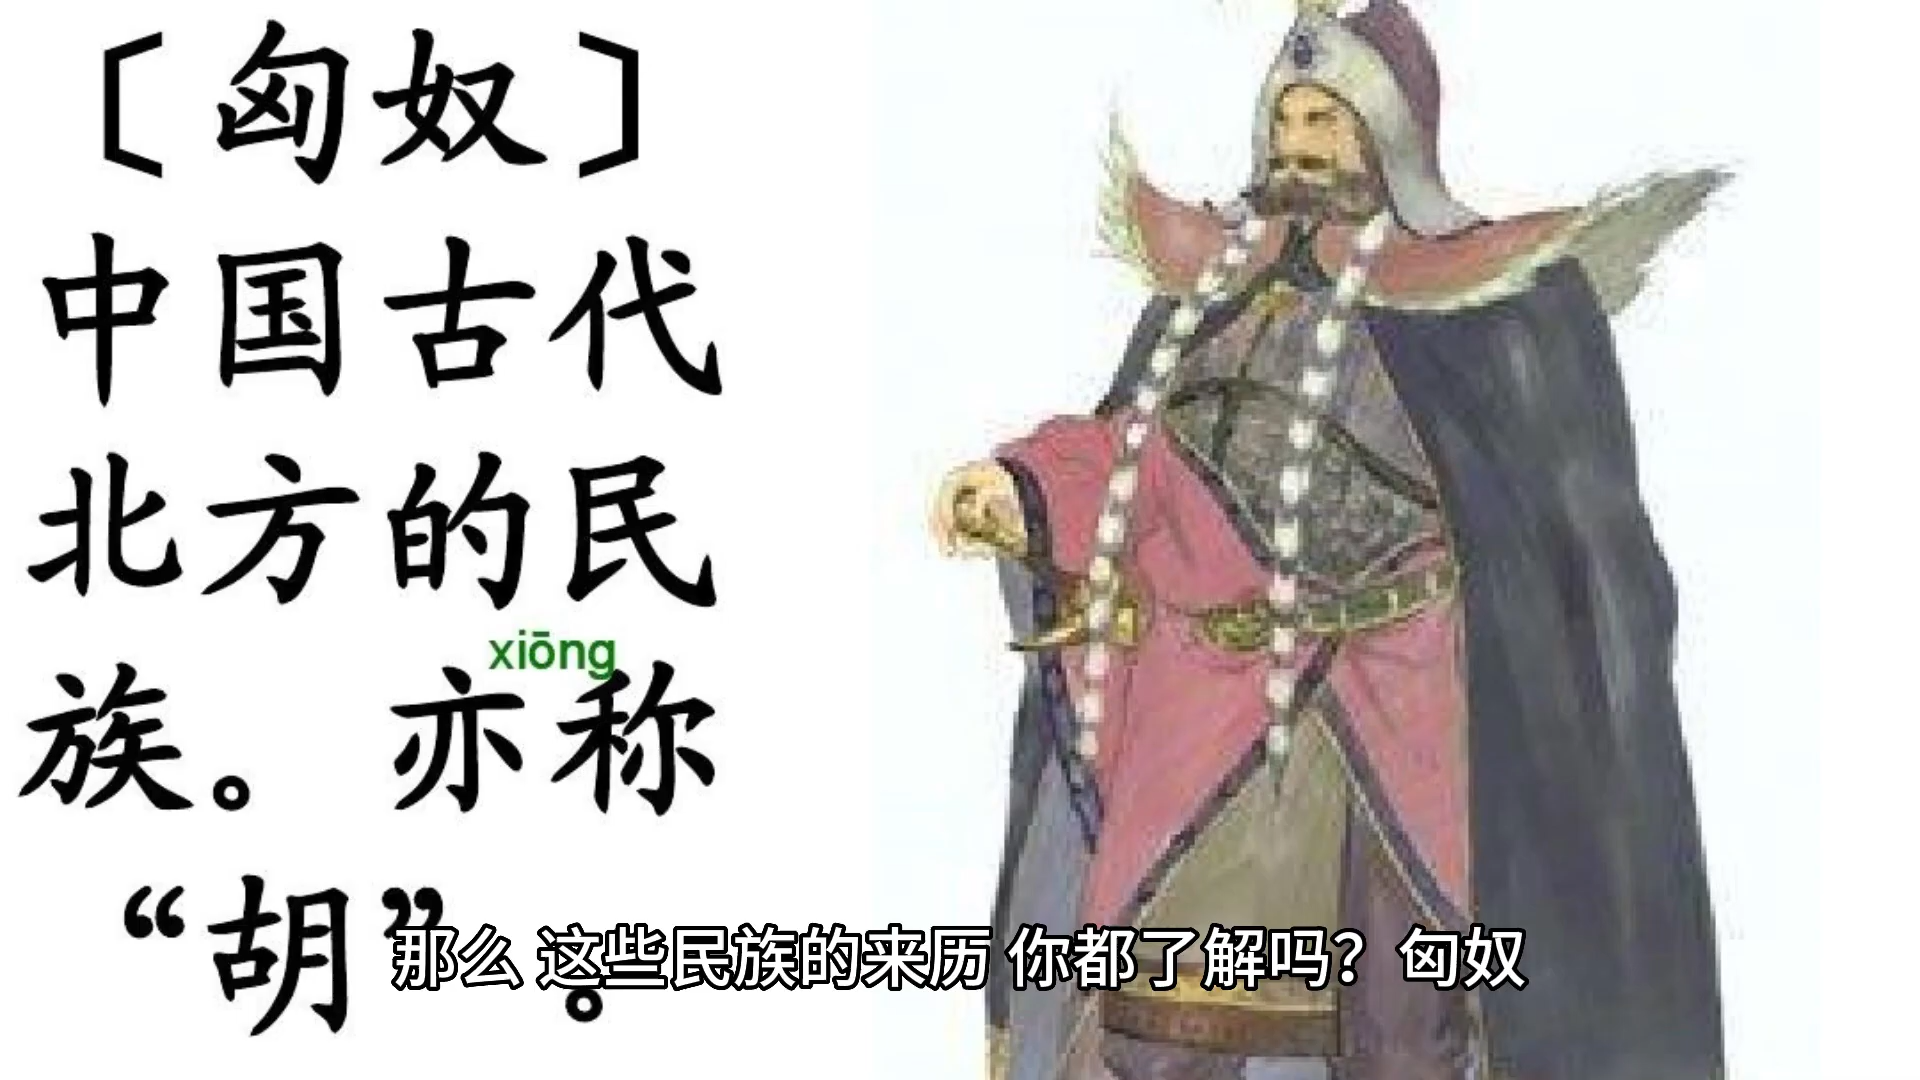 〔匈奴〕
中国古代
北方的民
xiōng
族。亦称
“胡”。
那么 这些民族的来历 你都了解吗？匈奴